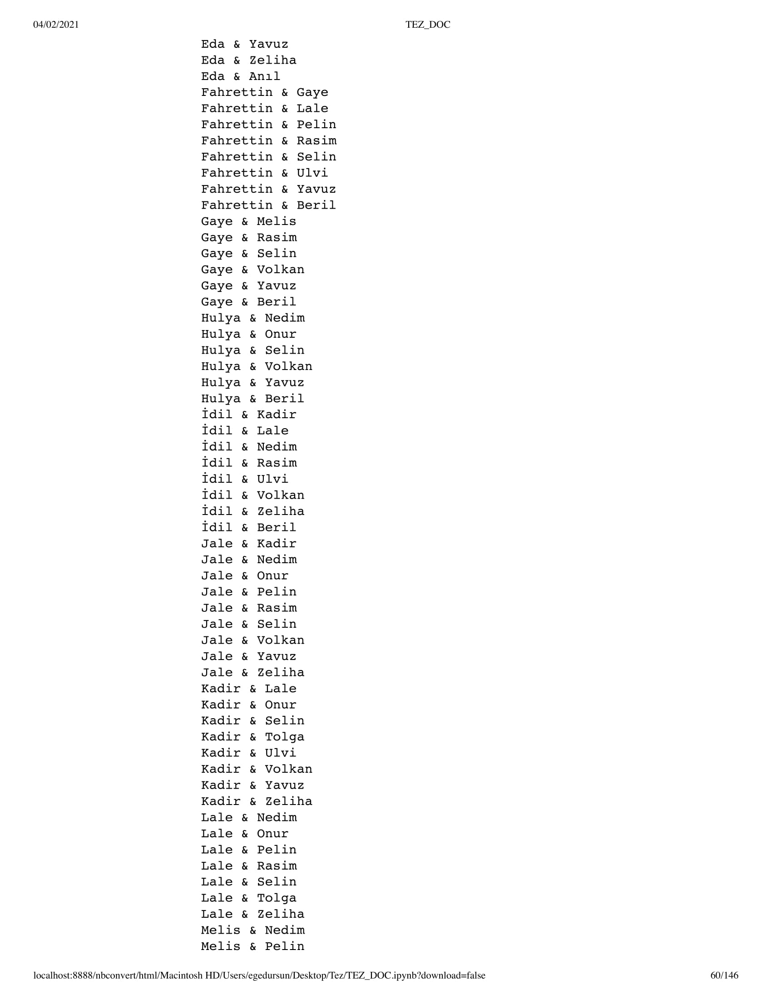 04/02/2021 TEZ_DOC
Eda & Yavuz
Eda & Zeliha
Eda & Anıl
Fahrettin & Gaye
Fahrettin & Lale
Fahrettin & Pelin
Fahrettin & Rasim
Fahrettin & Selin
Fahrettin & Ulvi
Fahrettin & Yavuz
Fahrettin & Beril
Gaye & Melis
Gaye & Rasim
Gaye & Selin
Gaye & Volkan
Gaye & Yavuz
Gaye & Beril
Hulya & Nedim
Hulya & Onur
Hulya & Selin
Hulya & Volkan
Hulya & Yavuz
Hulya & Beril
İdil & Kadir
İdil & Lale
İdil & Nedim
İdil & Rasim
İdil & Ulvi
İdil & Volkan
İdil & Zeliha
İdil & Beril
Jale & Kadir
Jale & Nedim
Jale & Onur
Jale & Pelin
Jale & Rasim
Jale & Selin
Jale & Volkan
Jale & Yavuz
Jale & Zeliha
Kadir & Lale
Kadir & Onur
Kadir & Selin
Kadir & Tolga
Kadir & Ulvi
Kadir & Volkan
Kadir & Yavuz
Kadir & Zeliha
Lale & Nedim
Lale & Onur
Lale & Pelin
Lale & Rasim
Lale & Selin
Lale & Tolga
Lale & Zeliha
Melis & Nedim
Melis & Pelin
localhost:8888/nbconvert/html/Macintosh HD/Users/egedursun/Desktop/Tez/TEZ_DOC.ipynb?download=false 60/146